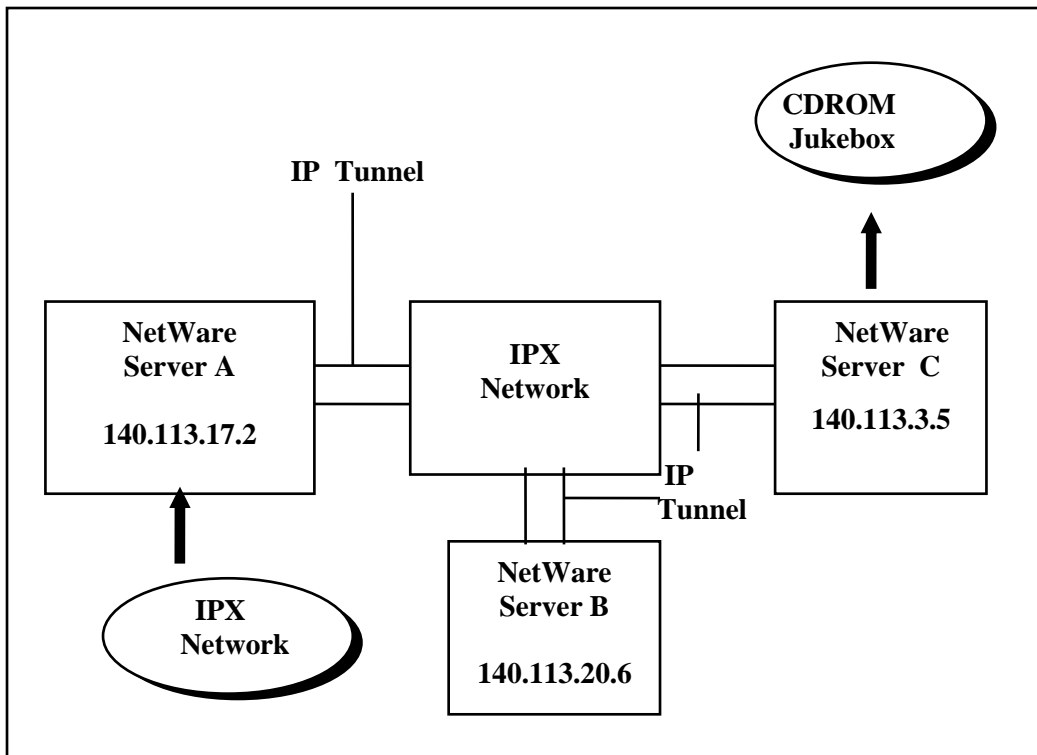 CDROM
Jukebox
IP Tunnel
NetWare
Server A
140.113.17.2
IPX
Network
NetWare
Server C
140.113.3.5
IP
Tunnel
NetWare
Server B
140.113.20.6
IPX
Network